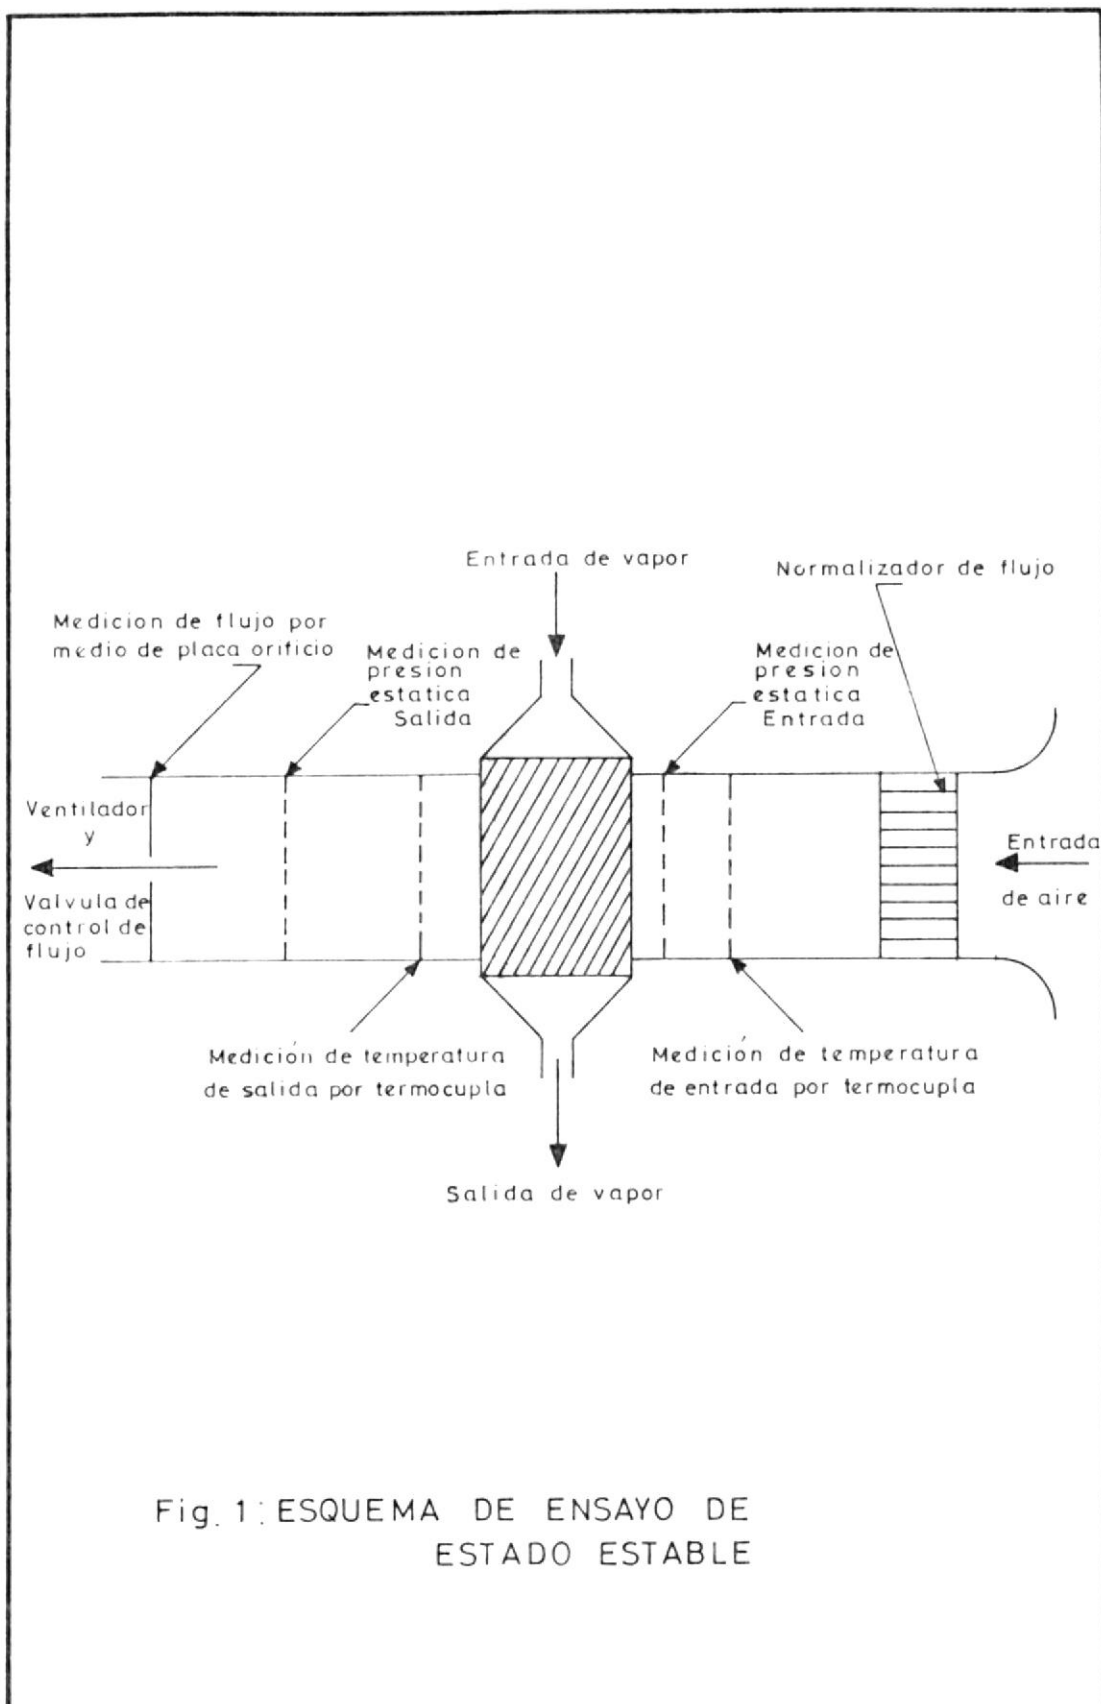 Entrada de vapor
Normalizador de flujo
Medicion de flujo por
medio de placa orificio
Medicion de
presion
estatica
Salida
Medicion de
presion
estatica
Entrada
Ventilador
y
Valvula de
control de
flujo
Entrada
de aire
Medición de temperatura
de salida por termocupla
Medición de temperatura
de entrada por termocupla
Salida de vapor
Fig. 1: ESQUEMA DE ENSAYO DE
ESTADO ESTABLE